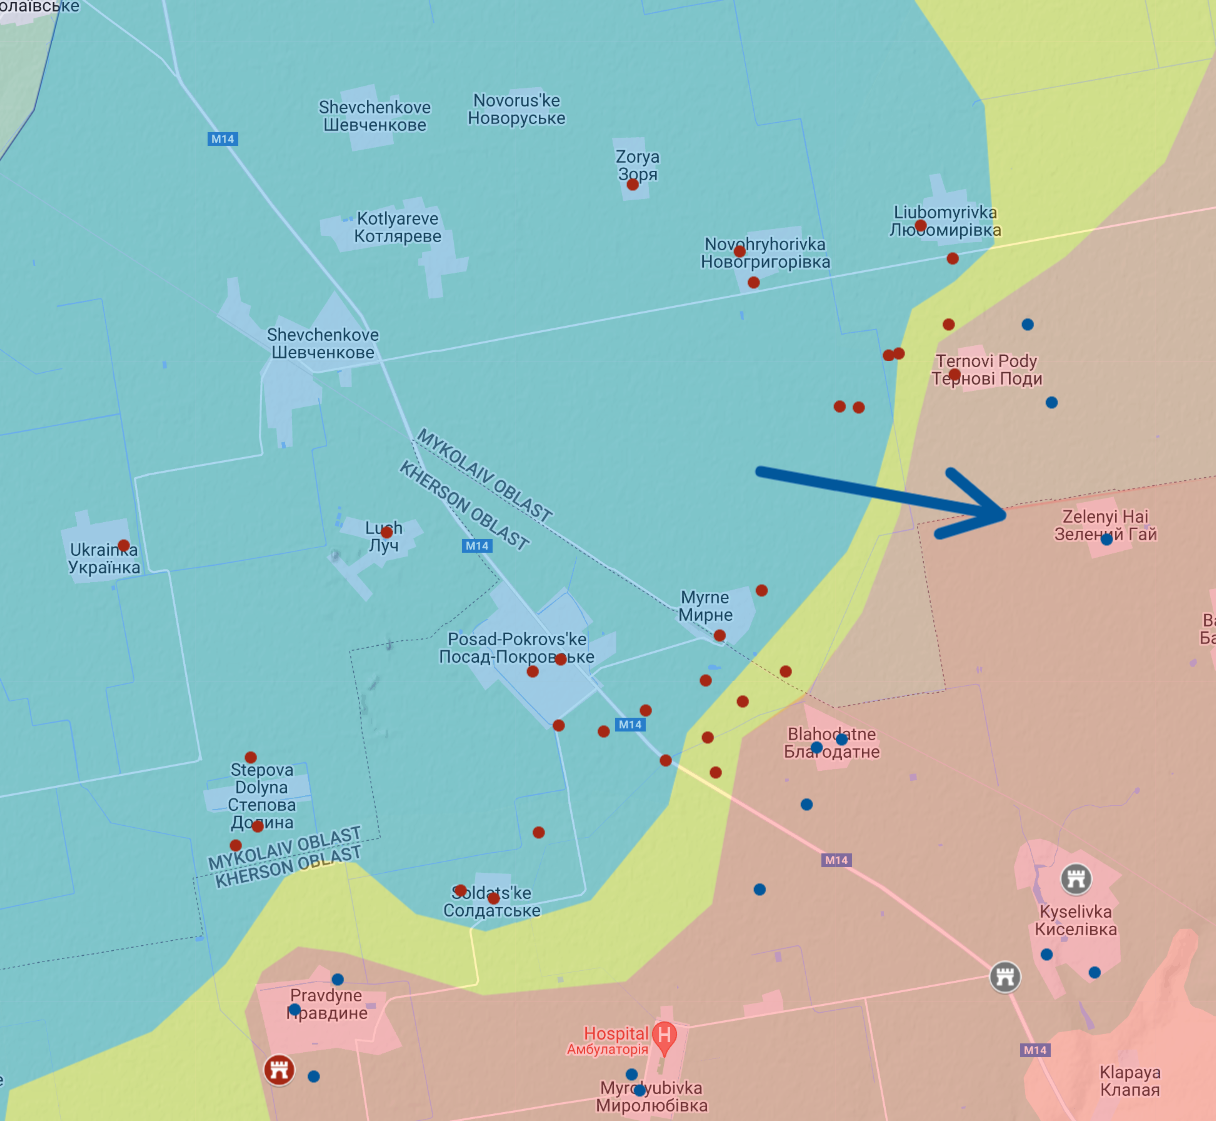 олаївське
Shevchenkove
Шевченкове
Novorus'ke
Новоруське
M14
Zorya
Зоря
Kotlyareve
Котляреве
Liubomyrivka
Любомирівка
Novohryhorivka
Новогригорівка
Shevchenkove
Шевченкове
Ternovi Pody
Тернові Поди
MYKOLAIV OBLAST
KHERSON OBLAST
Lush
Луч
M14
Ukrainka
Українка
Zelenyi Hai
Зелений Гай
Myrne
Мирне
Ba
Ба
Posad-Pokrovs'ke
Посад-Покровське
M14
Blahodatne
Благодатне
Stepova
Dolyna
Степова
Долина
MYKOLAIV OBLAST
KHERSON OBLAST
M14
Soldats'ke
Солдатське
Kyselivka
Киселівка
Pravdyne
Правдине
Hospital
Амбулаторія
H
M14
Klapaya
Клапая
Myrolyubivka
Миролюбівка
е